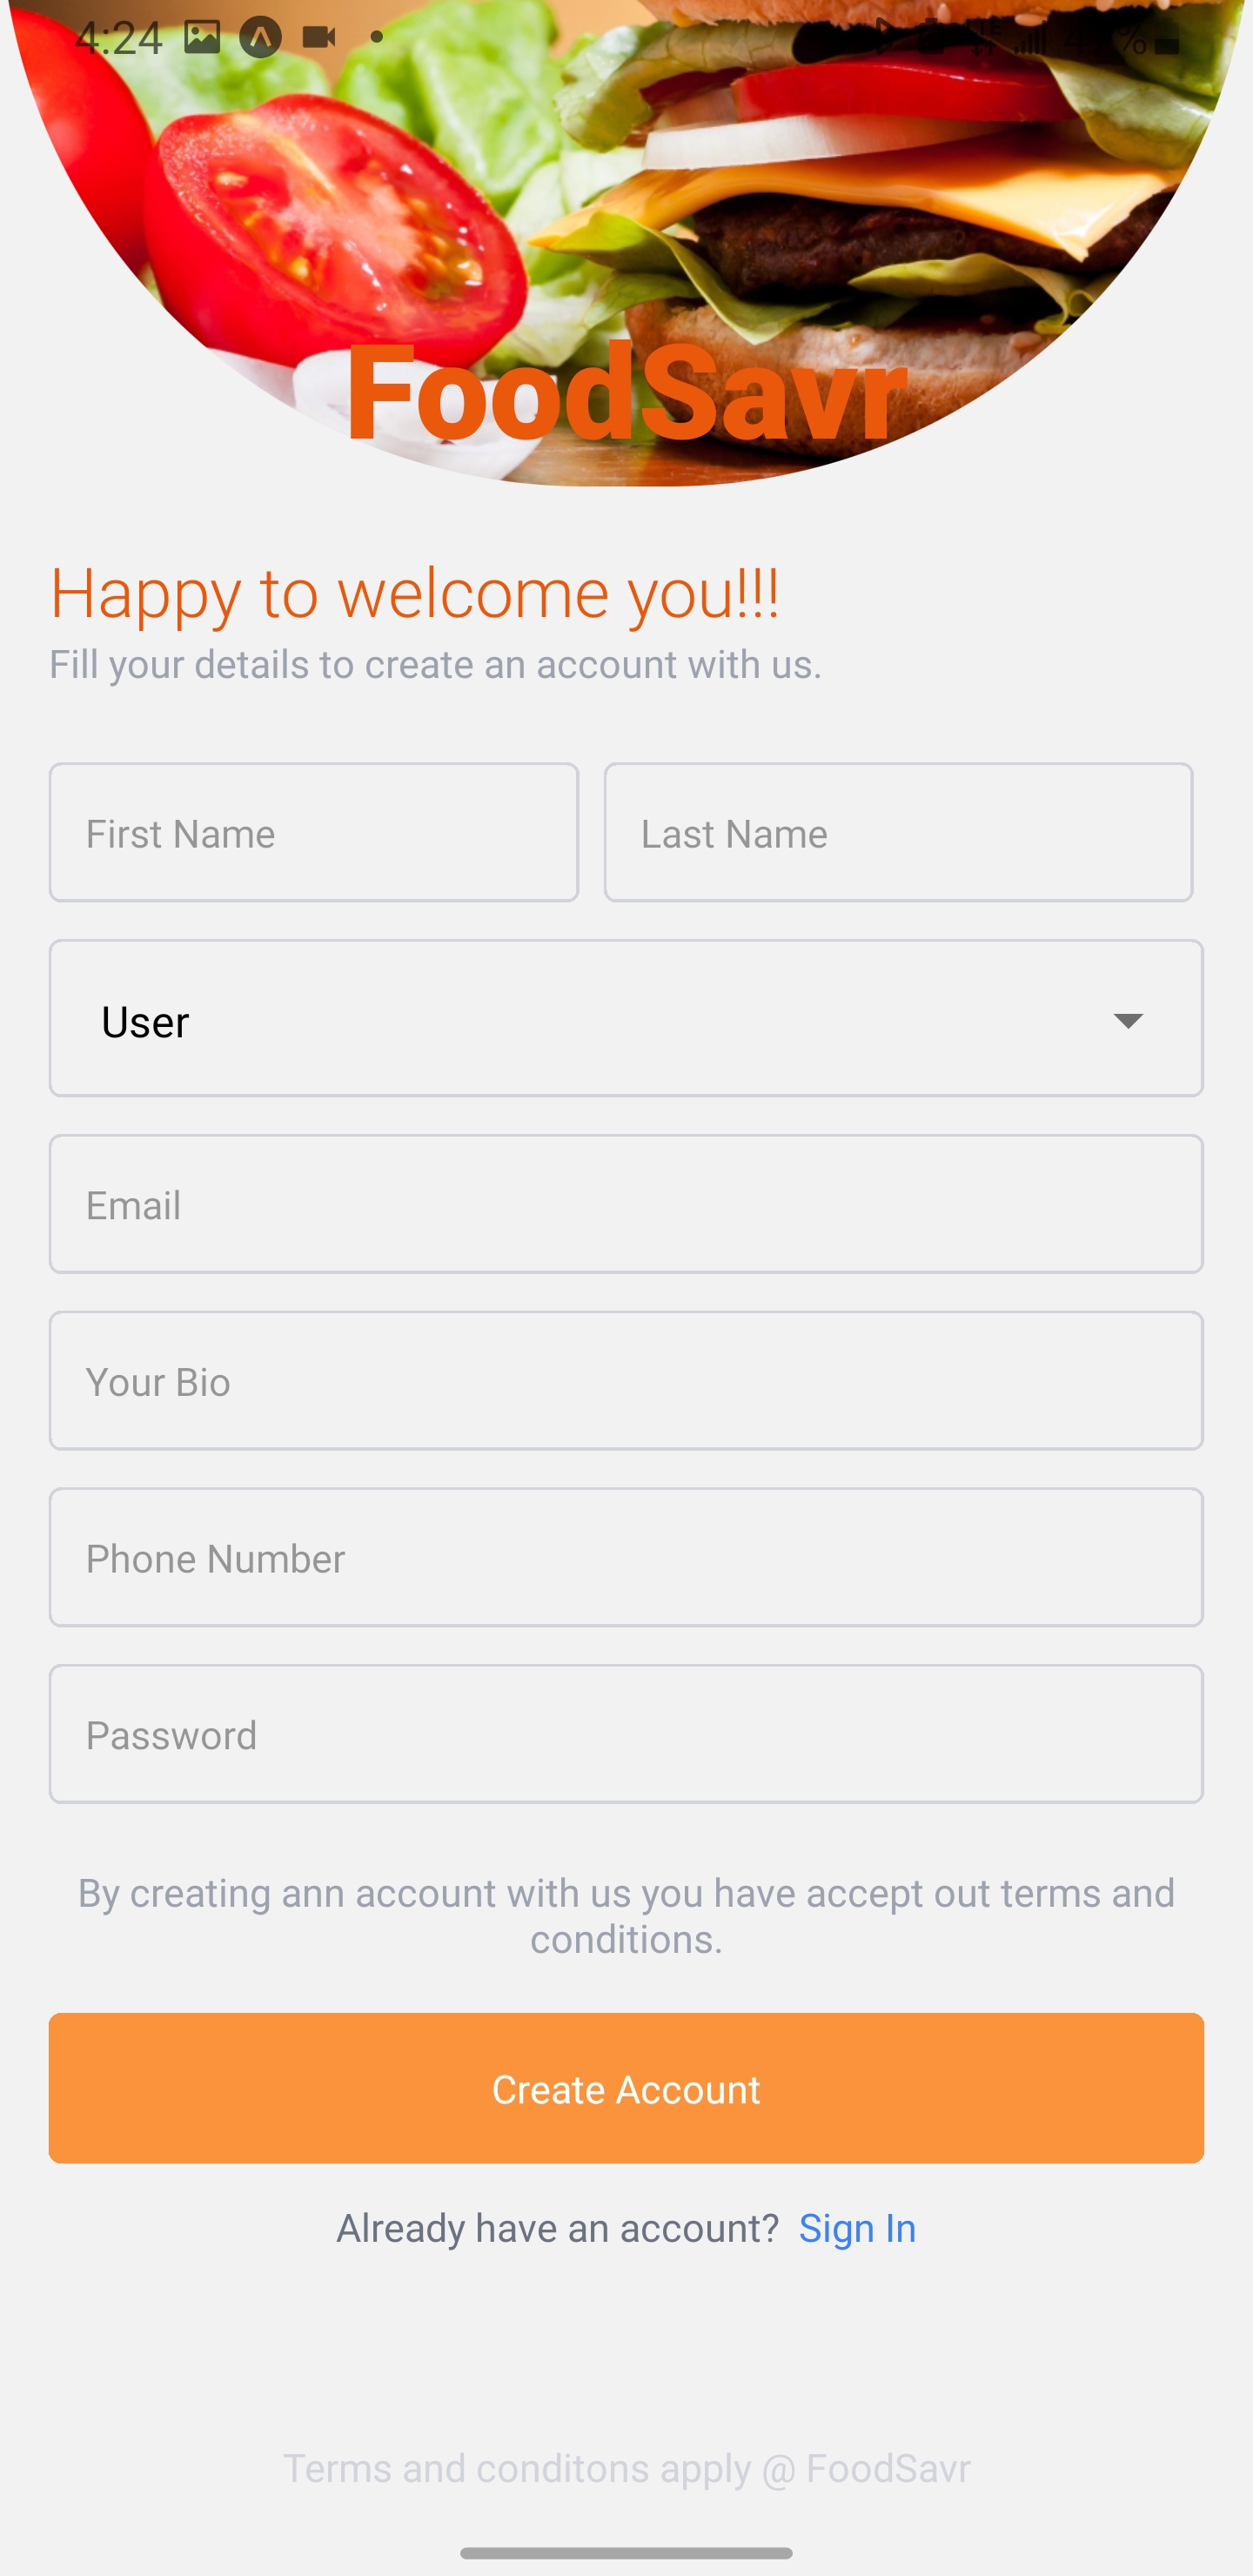 4:24
FoodSavr
Happy to welcome you!!!
Fill your details to create an account with us.
First Name
Last Name
User
Email
Your Bio
Phone Number
Password
By creating ann account with us you have accept out terms and
conditions.
Create Account
Already have an account? Sign In
Terms and conditons apply @ FoodSavr